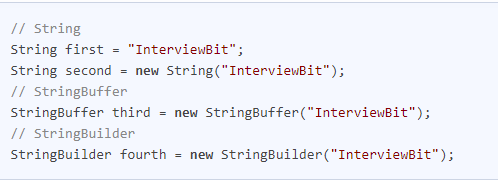 // String
String first = "InterviewBit";
String second = new String("InterviewBit");
// StringBuffer
StringBuffer third = new StringBuffer("InterviewBit");
// StringBuilder
StringBuilder fourth = new StringBuilder("InterviewBit");